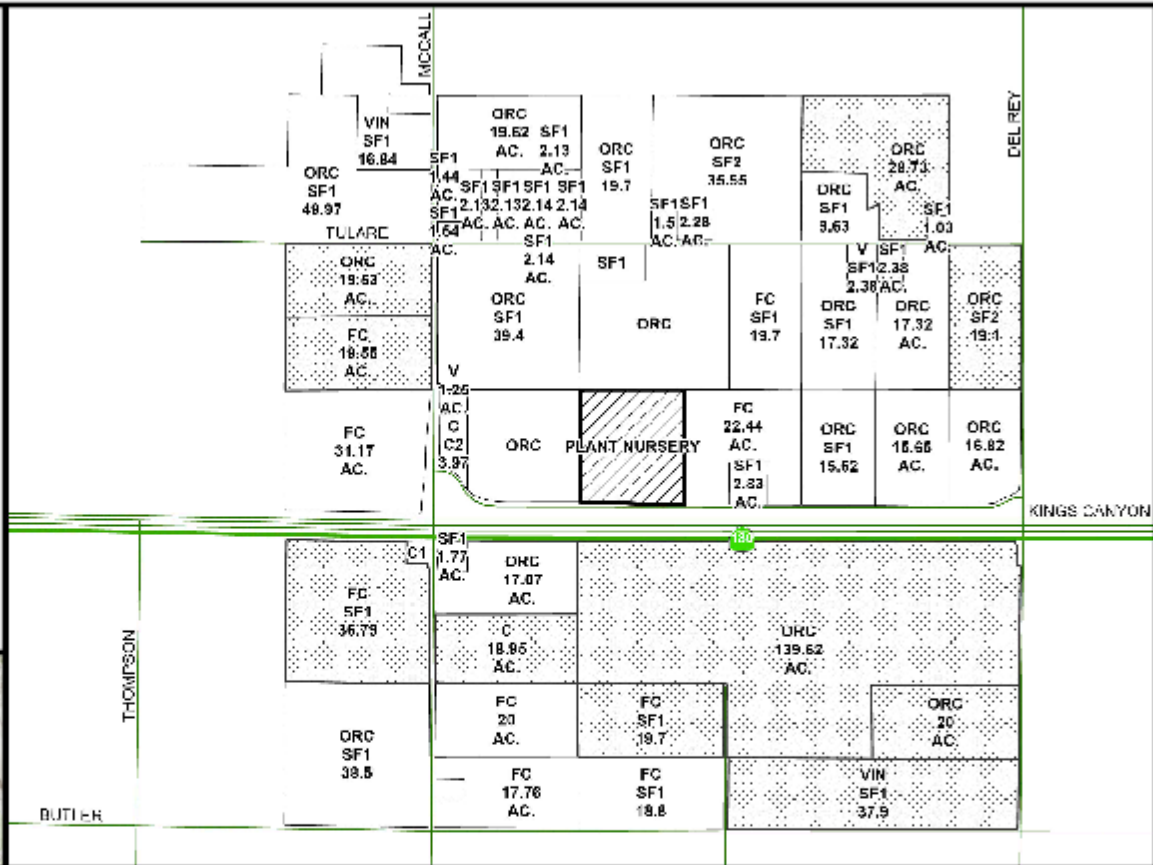 MCCALL
DEL REY
VIN
SF1
16.84
ORC
SF1
49.97
ORC
19.62
AC.
SF1
2.13
AC.
ORC
SF1
19.7
ORC
SF2
35.55
ORC
28.73
AC.
ORC
SF1
9.63
SF1
1.03
AC.
SF1
1.44
AC.
SF1
1.64
AC.
SF1
2.13
AC.
SF1
2.13
AC.
SF1
2.14
AC.
SF1
2.14
AC.
SF1
1.5
AC.
SF1
2.28
AC.
TULARE
SF1
2.14
AC.
SF1
V
SF1
2.38
SF1
2.38
AC.
ORC
19.53
AC.
FC
19.55
AC.
ORC
SF1
39.4
ORC
FC
SF1
19.7
ORC
SF1
17.32
ORC
17.32
AC.
ORC
SF2
19.1
FC
31.17
AC.
V
1.25
AC.
C
C2
3.97
ORC
PLANT NURSERY
FC
22.44
AC.
SF1
2.83
AC.
ORC
SF1
15.62
ORC
15.65
AC.
ORC
16.82
AC.
KINGS CANYON
180
C1
SF1
1.77
AC.
ORC
17.07
AC.
FC
SF1
36.79
C
18.95
AC.
ORC
139.62
AC.
THOMPSON
ORC
SF1
38.5
FC
20
AC.
FC
SF1
19.7
ORC
20
AC.
FC
17.76
AC.
FC
SF1
18.8
VIN
SF1
37.9
BUTLER